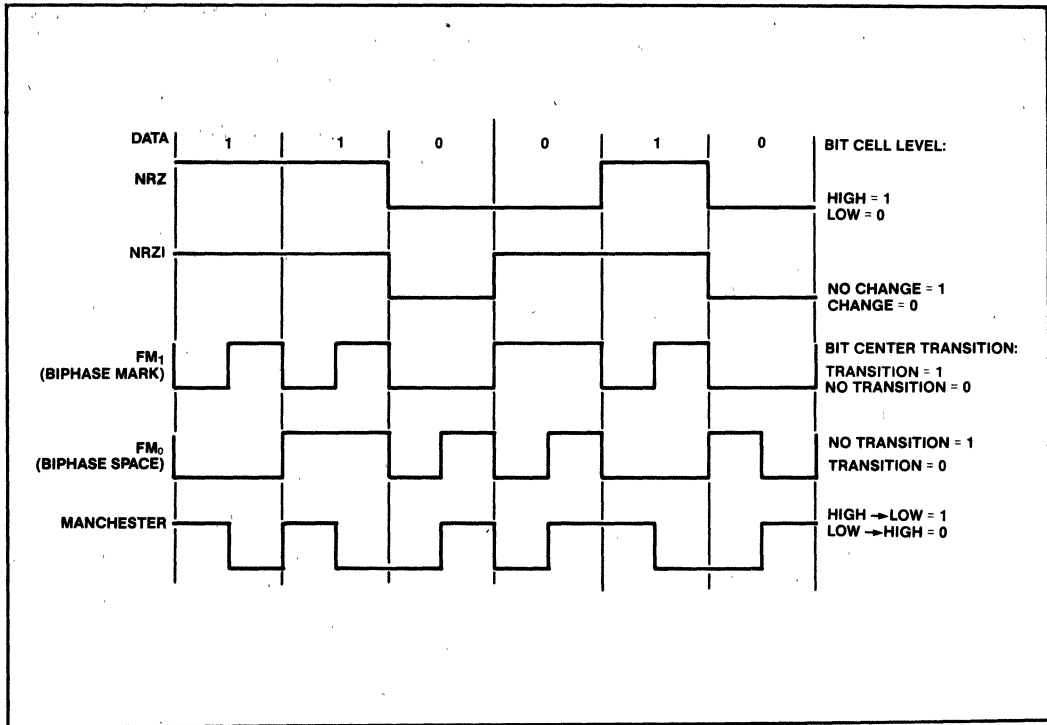 DATA 1 1 0 0 1 0 BIT CELL LEVEL:
NRZ
HIGH = 1
LOW = 0
NRZI
NO CHANGE = 1
CHANGE = 0
FM₁
(BIPHASE MARK)
BIT CENTER TRANSITION:
TRANSITION = 1
NO TRANSITION = 0
FM₀
(BIPHASE SPACE)
NO TRANSITION = 1
TRANSITION = 0
MANCHESTER
HIGH → LOW = 1
LOW → HIGH = 0